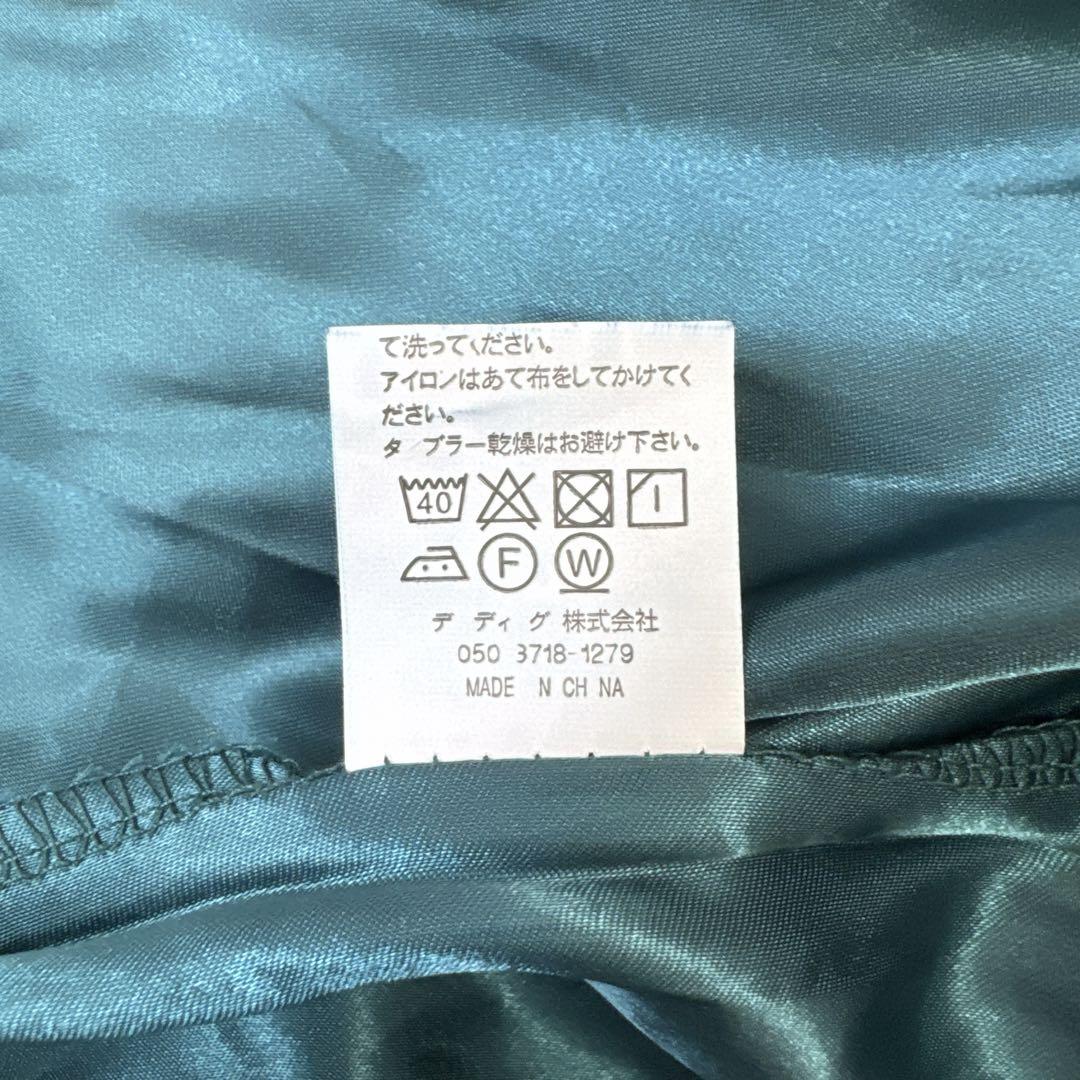 て洗ってください。
アイロンはあて布をしてかけてく
ださい。
タ ブラー乾燥はお避け下さい。
40
F W
デ ディ グ 株式会社
050 3718-1279
MADE N CH NA